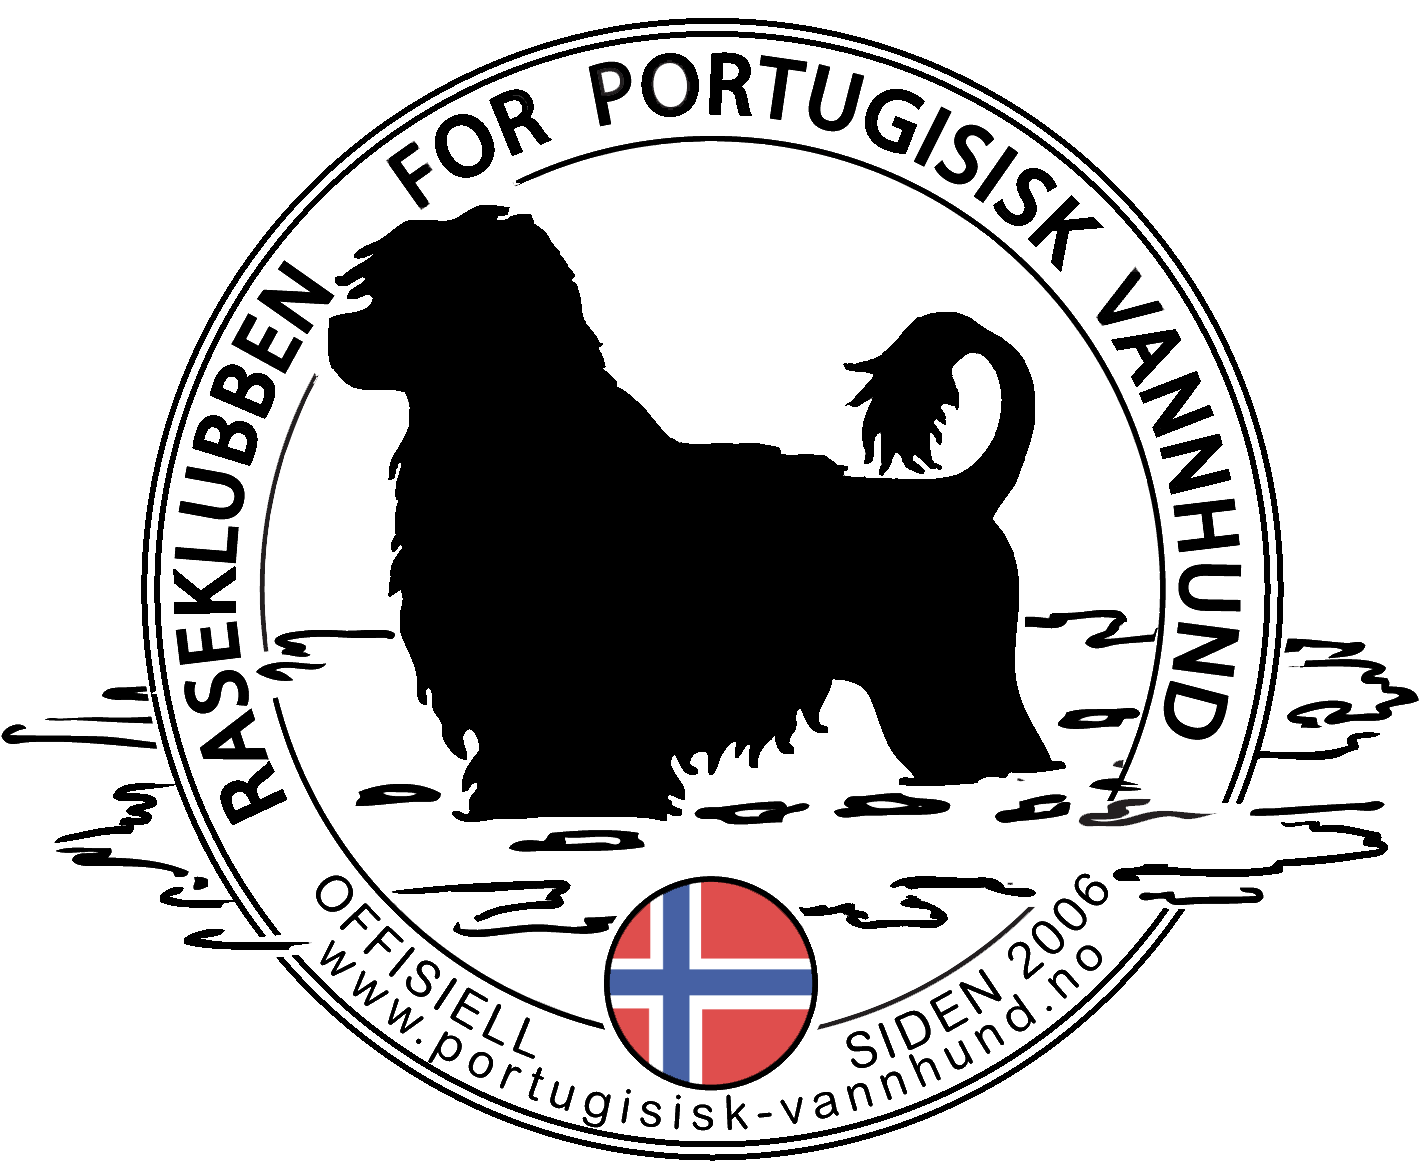 RASEKLUBBEN FOR PORTUGISISK VANNHUND
OFFISIELL SIDEN 2006
www.portugisisk-vannhund.no